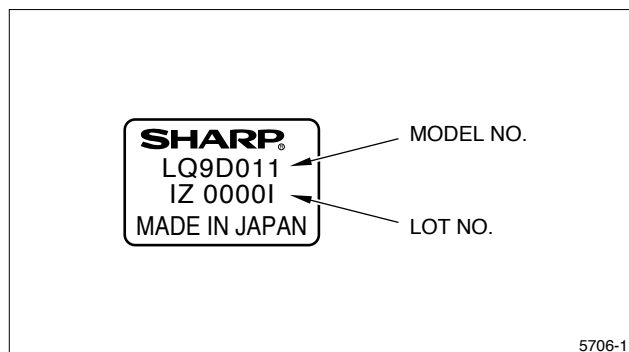 SHARP®
LQ9D011
IZ 0000I
MADE IN JAPAN
MODEL NO.
LOT NO.
5706-1